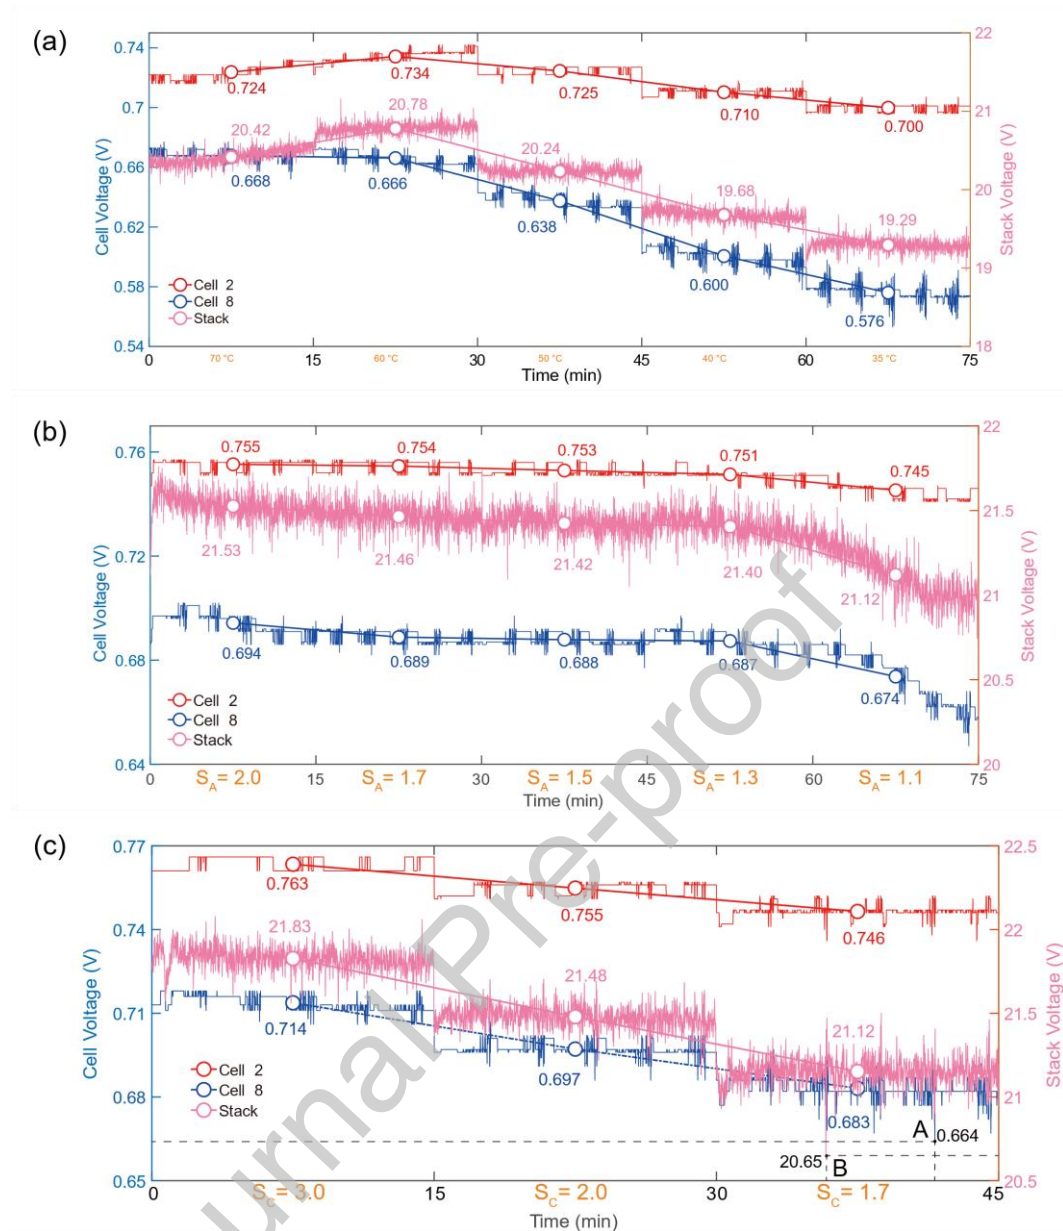 (a)
0.74
0.7
0.66
0.62
0.58
0.54
Cell Voltage (V)
22
21
20
19
18
Stack Voltage (V)
0.724
0.734
0.725
0.710
0.700
20.42
20.78
20.24
19.68
19.29
0.668
0.666
0.638
0.600
0.576
Cell 2
Cell 8
Stack
0 15 30 45 60 75
70 °C 60 °C 50 °C 40 °C 35 °C
Time (min)
(b)
0.76
0.72
0.68
0.64
Cell Voltage (V)
22
21.5
21
20.5
20
Stack Voltage (V)
0.755
0.754
0.753
0.751
0.745
21.53
21.46
21.42
21.40
21.12
0.694
0.689
0.688
0.687
0.674
Cell 2
Cell 8
Stack
0 15 30 45 60 75
SA= 2.0 SA= 1.7 SA= 1.5 SA= 1.3 SA= 1.1
Time (min)
(c)
0.77
0.74
0.71
0.68
0.65
Cell Voltage (V)
22.5
22
21.5
21
20.5
Stack Voltage (V)
0.763
0.755
0.746
21.83
21.48
21.12
0.714
0.697
0.683
Cell 2
Cell 8
Stack
A
0.664
20.65
B
0 15 30 45
SC= 3.0 SC= 2.0 SC= 1.7
Time (min)
urnal Pre-proof